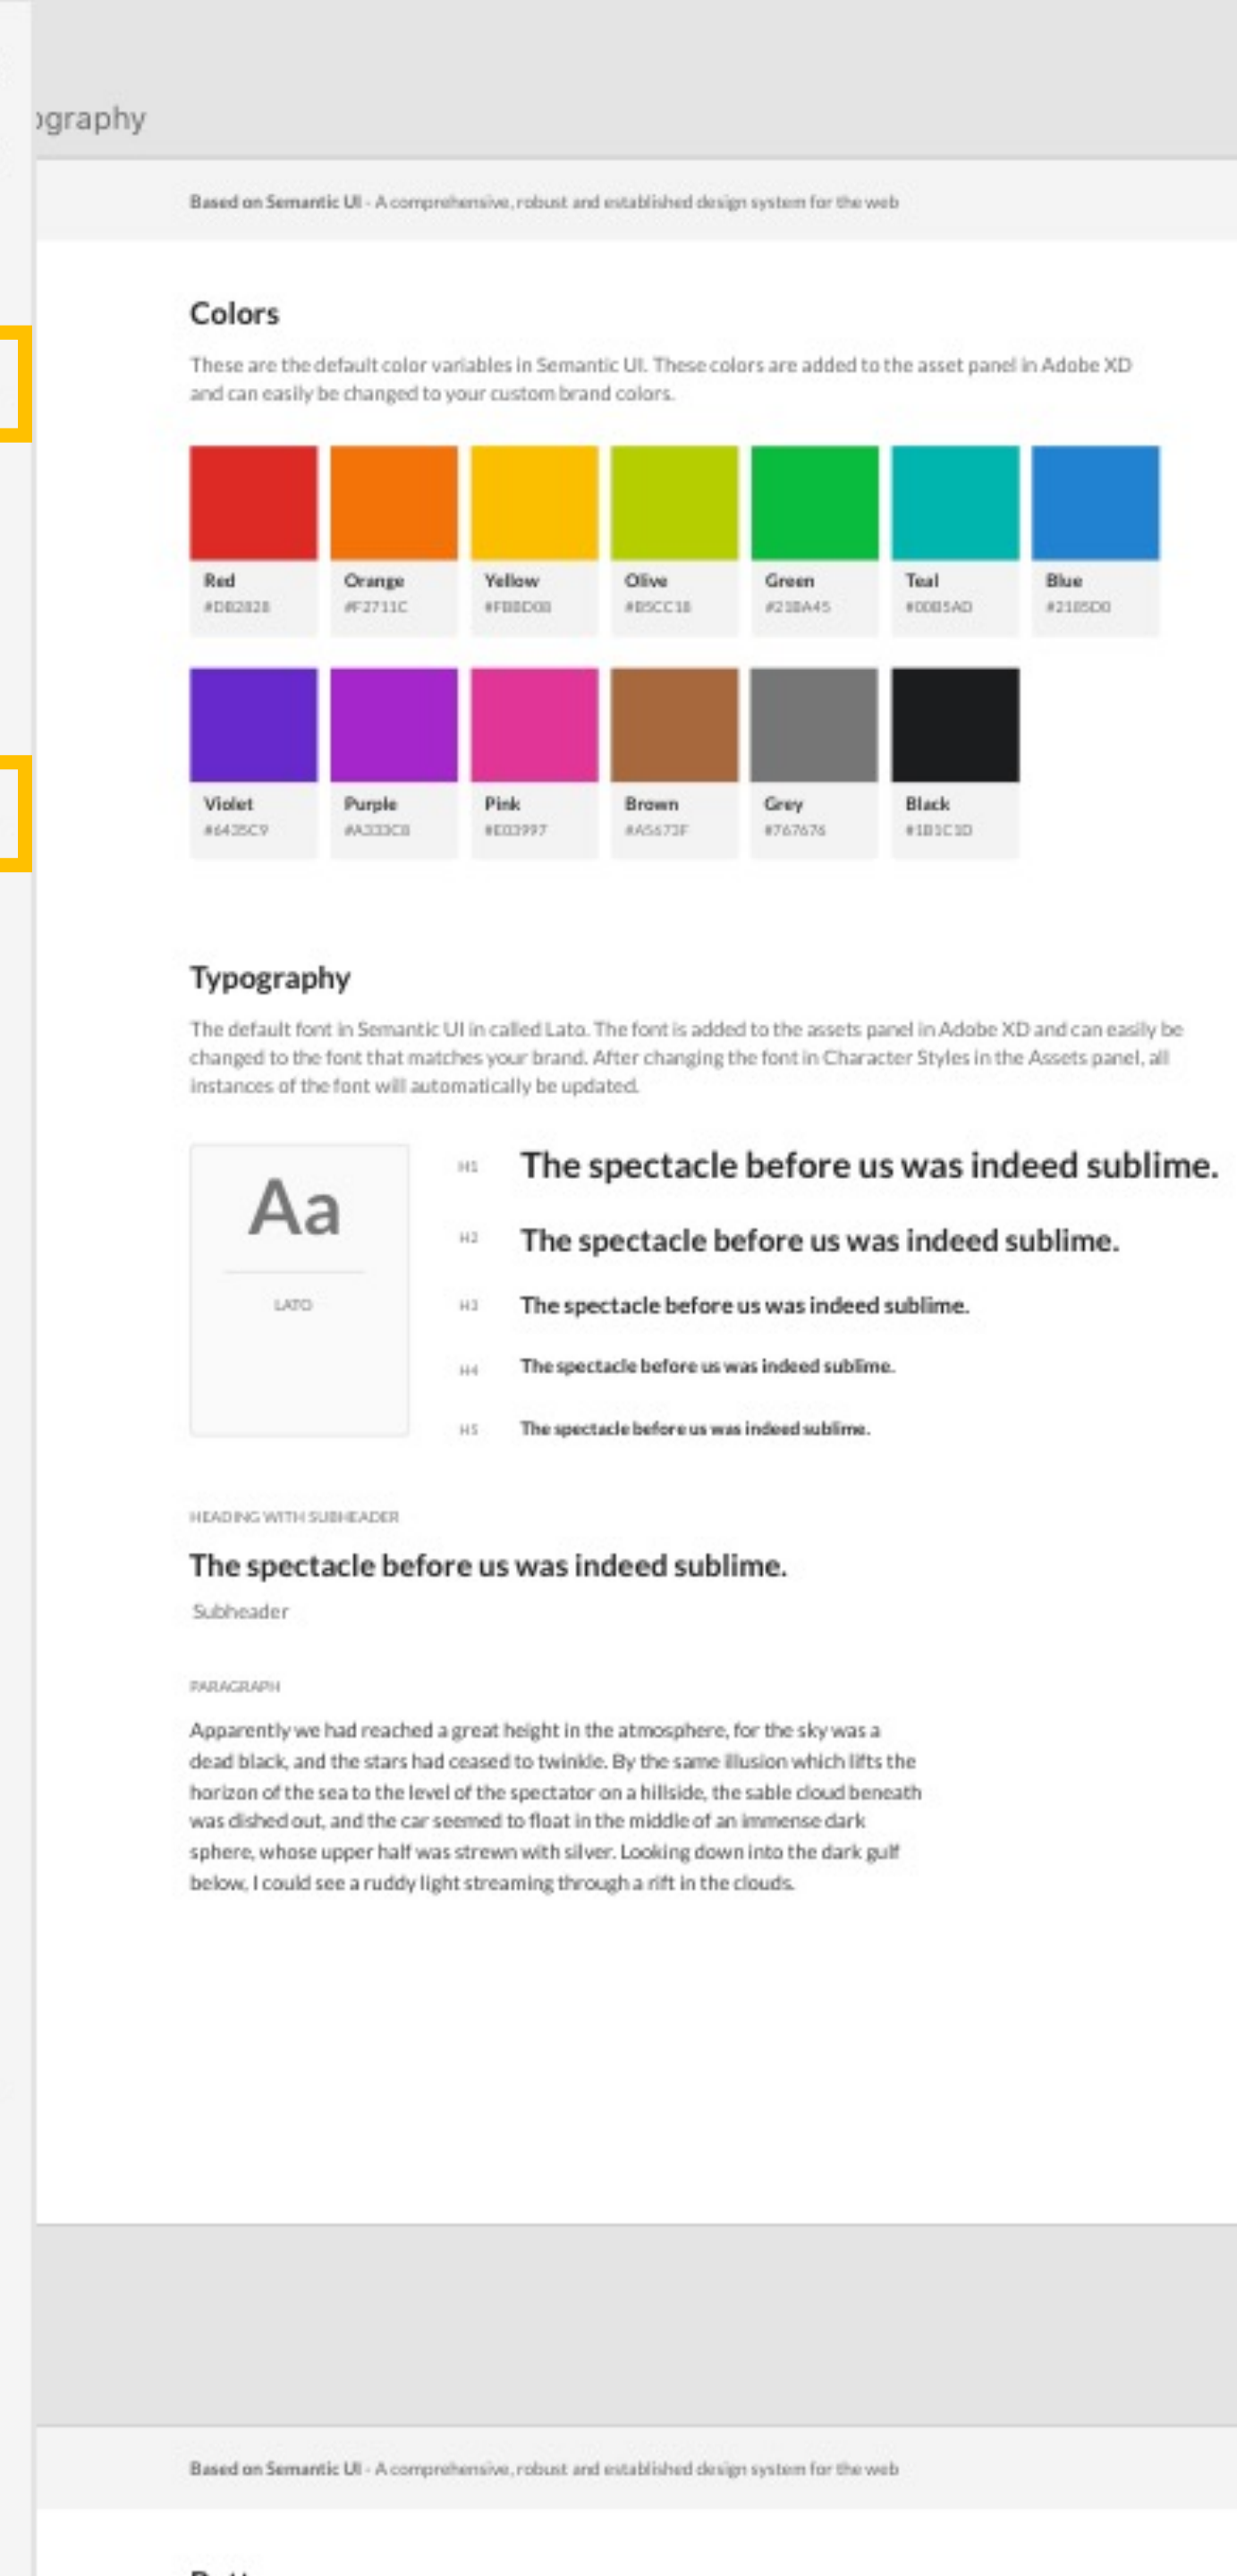 ography
Based on Semantic UI - A comprehensive, robust and established design system for the web
Colors
These are the default color variables in Semantic UI. These colors are added to the asset panel in Adobe XD
and can easily be changed to your custom brand colors.
Red Orange Yellow Olive Green Teal Blue
#DB2828 #F2711C #FBBD08 #B5CC18 #21BA45 #00B5AD #2185D0
Violet Purple Pink Brown Grey Black
#6435C9 #A333C8 #E03997 #A5673F #767676 #1B1C1D
Typography
The default font in Semantic UI in called Lato. The font is added to the assets panel in Adobe XD and can easily be
changed to the font that matches your brand. After changing the font in Character Styles in the Assets panel, all
instances of the font will automatically be updated.
Aa
LATO
H1 The spectacle before us was indeed sublime.
H2 The spectacle before us was indeed sublime.
H3 The spectacle before us was indeed sublime.
H4 The spectacle before us was indeed sublime.
H5 The spectacle before us was indeed sublime.
HEADING WITH SUBHEADER
The spectacle before us was indeed sublime.
Subheader
PARAGRAPH
Apparently we had reached a great height in the atmosphere, for the sky was a
dead black, and the stars had ceased to twinkle. By the same illusion which lifts the
horizon of the sea to the level of the spectator on a hillside, the sable cloud beneath
was dished out, and the car seemed to float in the middle of an immense dark
sphere, whose upper half was strewn with silver. Looking down into the dark gulf
below, I could see a ruddy light streaming through a rift in the clouds.
Based on Semantic UI - A comprehensive, robust and established design system for the web